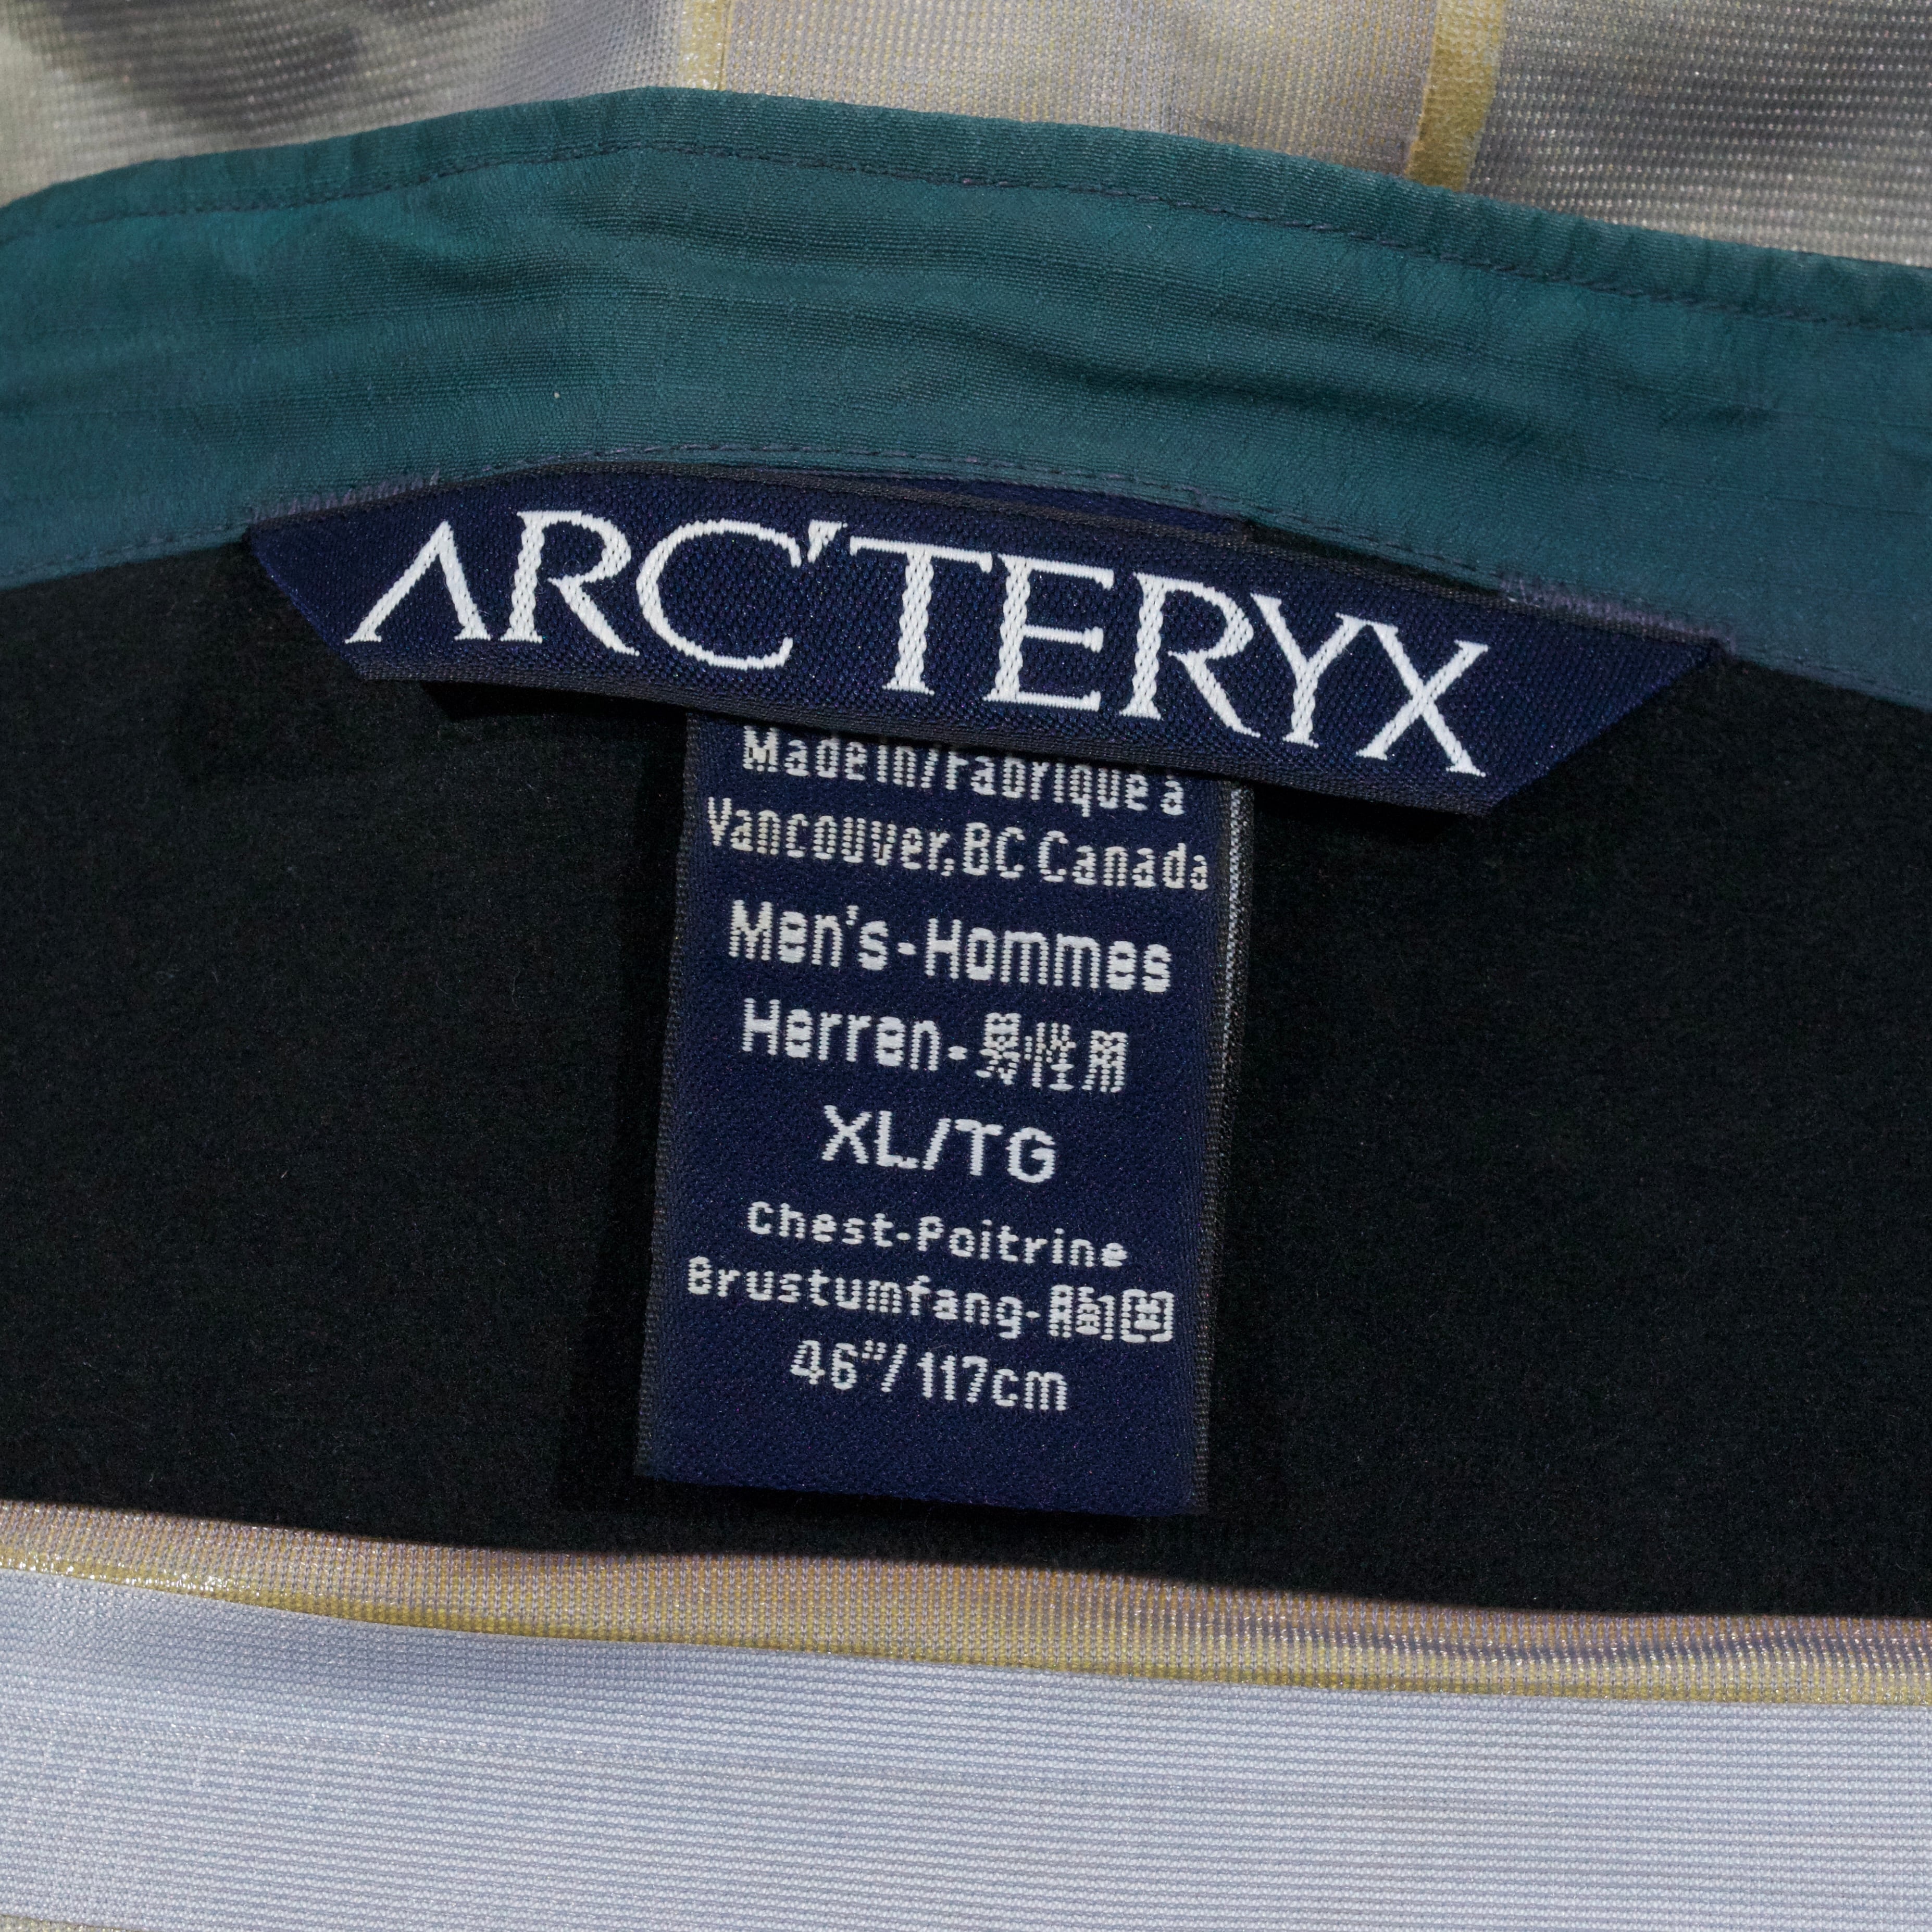 ARC'TERYX
Made in/Fabriqué à
Vancouver, BC Canada
Men's-Hommes
Herren-男性用
XL/TG
Chest-Poitrine
Brustumfang-胸囲
46"/117cm